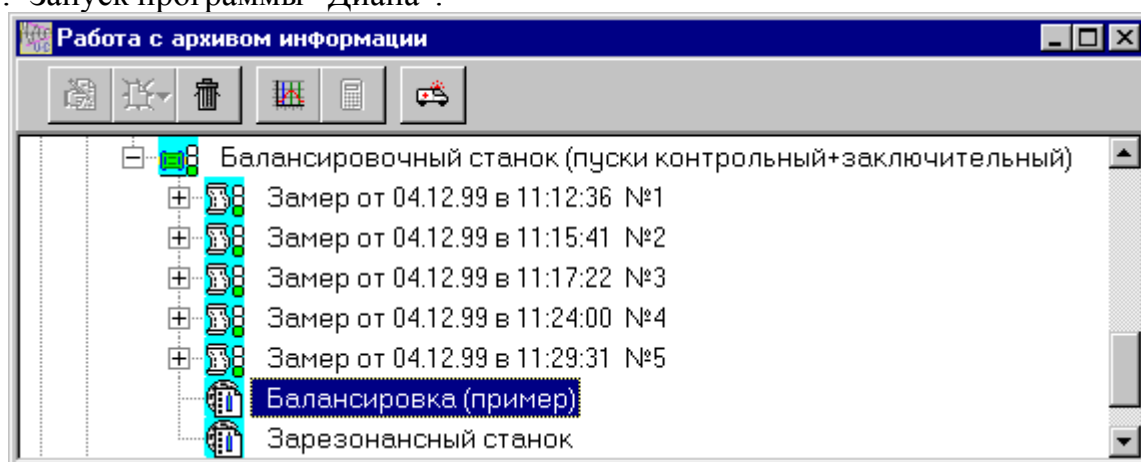 Запуск программы "Диана".
Работа с архивом информации
Балансировочный станок (пуски контрольный+заключительный)
Замер от 04.12.99 в 11:12:36 №1
Замер от 04.12.99 в 11:15:41 №2
Замер от 04.12.99 в 11:17:22 №3
Замер от 04.12.99 в 11:24:00 №4
Замер от 04.12.99 в 11:29:31 №5
Балансировка (пример)
Зарезонансный станок